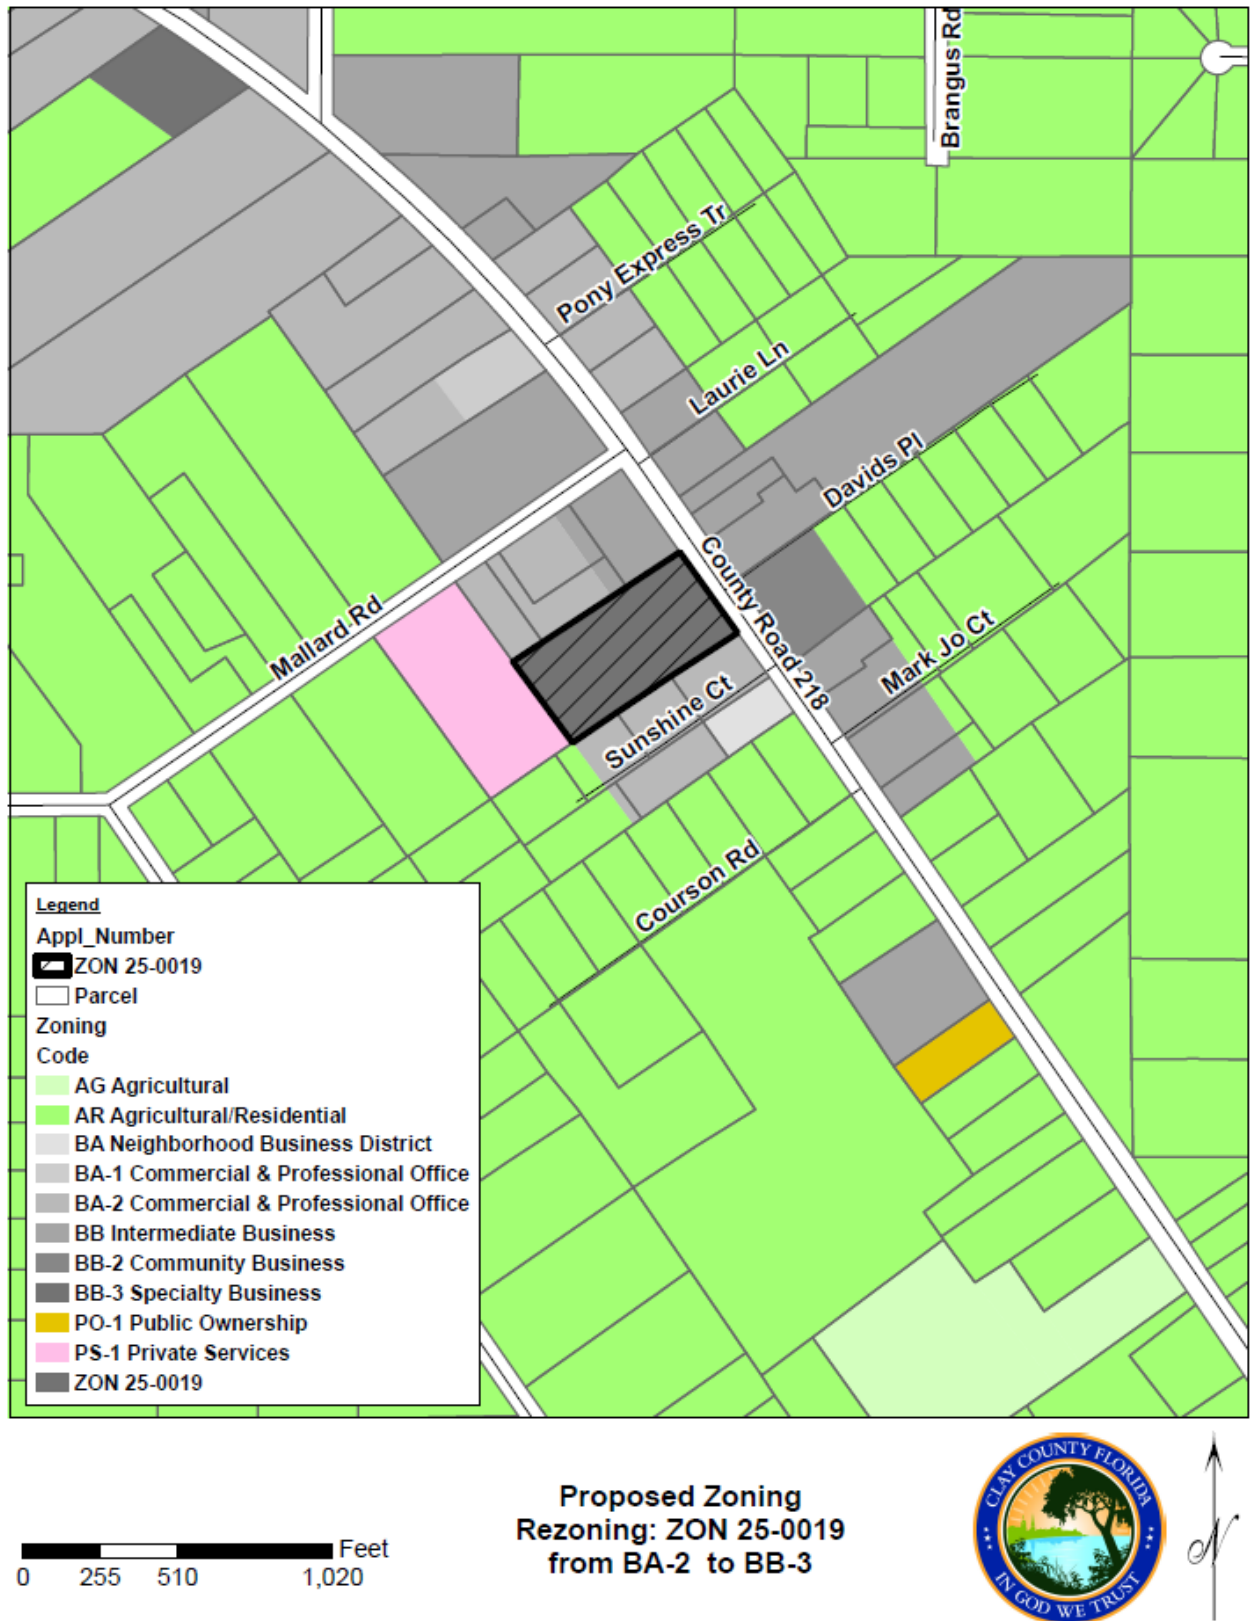 Brangus Rd
Pony Express Tr
Laurie Ln
Davids Pl
County Road 218
Mark Jo Ct
Mallard Rd
Sunshine Ct
Courson Rd
Legend
Appl_Number
ZON 25-0019
Parcel
Zoning
Code
AG Agricultural
AR Agricultural/Residential
BA Neighborhood Business District
BA-1 Commercial & Professional Office
BA-2 Commercial & Professional Office
BB Intermediate Business
BB-2 Community Business
BB-3 Specialty Business
PO-1 Public Ownership
PS-1 Private Services
ZON 25-0019
Feet
0 255 510 1,020
Proposed Zoning
Rezoning: ZON 25-0019
from BA-2 to BB-3
CLAY COUNTY FLORIDA
IN GOD WE TRUST
N